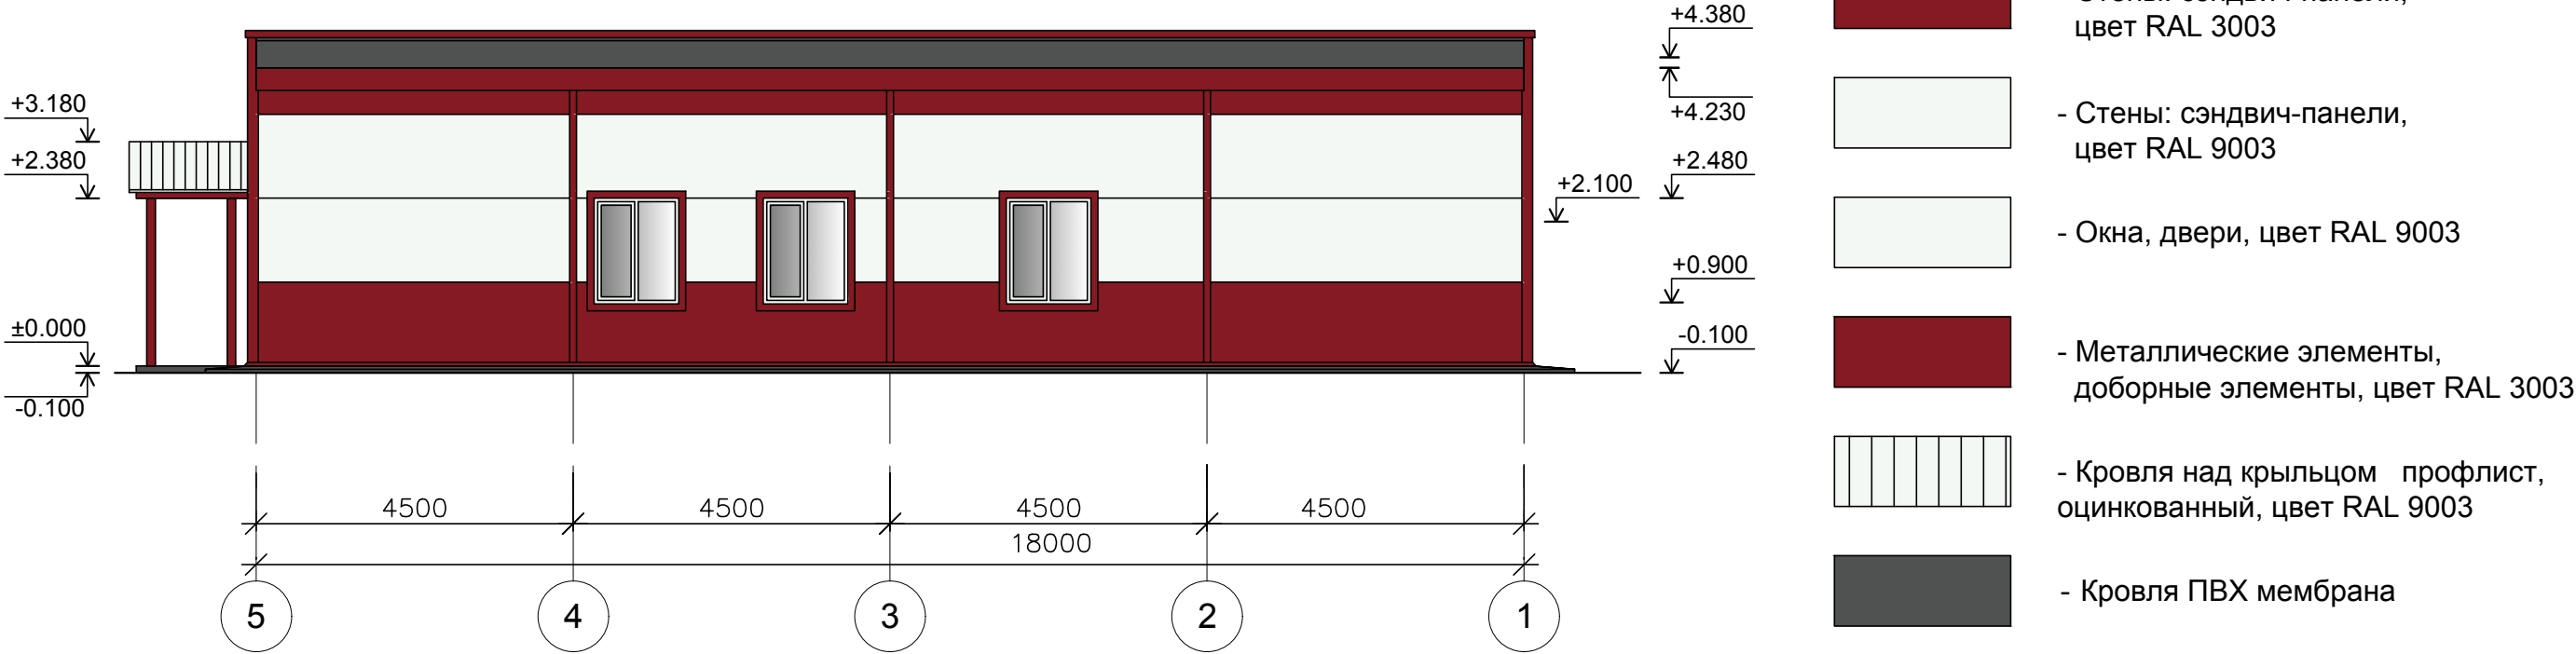 +3.180
+2.380
±0.000
-0.100
+4.380
+4.230
+2.480
+2.100
+0.900
-0.100
4500
4500
4500
4500
18000
5
4
3
2
1
цвет RAL 3003
- Стены: сэндвич-панели,
цвет RAL 9003
- Окна, двери, цвет RAL 9003
- Металлические элементы,
доборные элементы, цвет RAL 3003
- Кровля над крыльцом профлист,
оцинкованный, цвет RAL 9003
- Кровля ПВХ мембрана